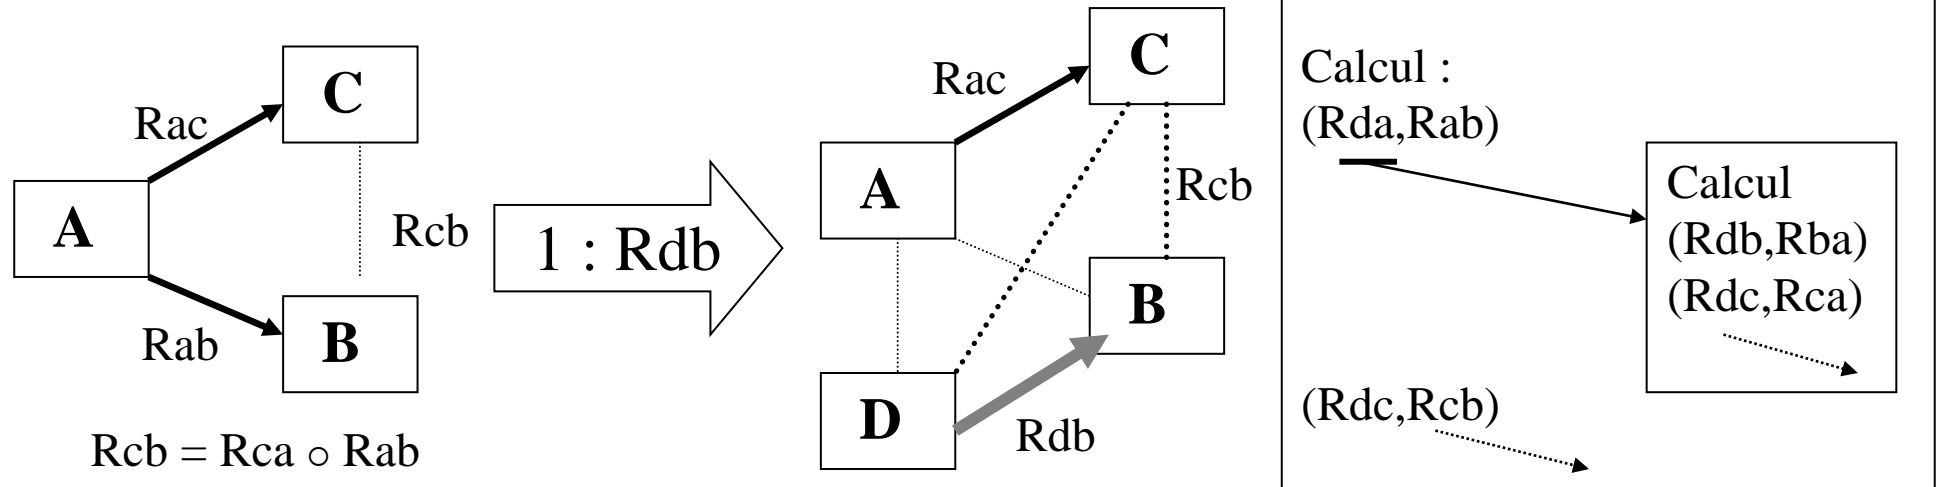 C
Rac
A
Rcb
Rab
B
Rcb = Rca ○ Rab
1 : Rdb
C
Rac
A
Rcb
B
D
Rdb
Calcul :
(Rda,Rab)
Calcul
(Rdb,Rba)
(Rdc,Rca)
(Rdc,Rcb)